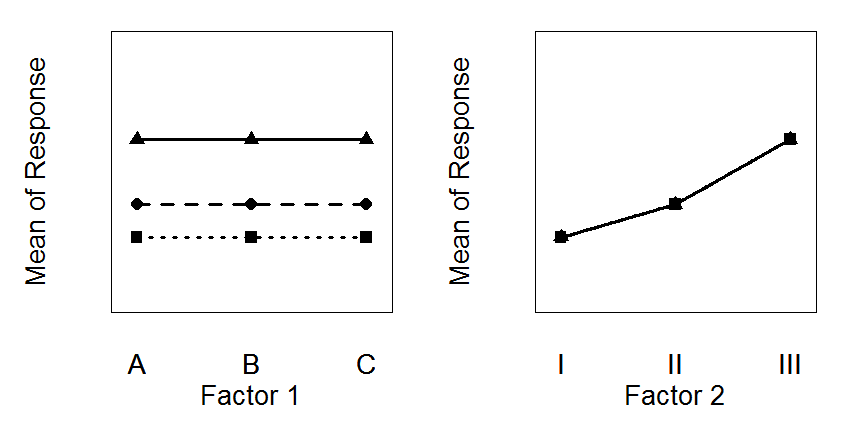 Mean of Response
A B C
Factor 1
Mean of Response
I II III
Factor 2